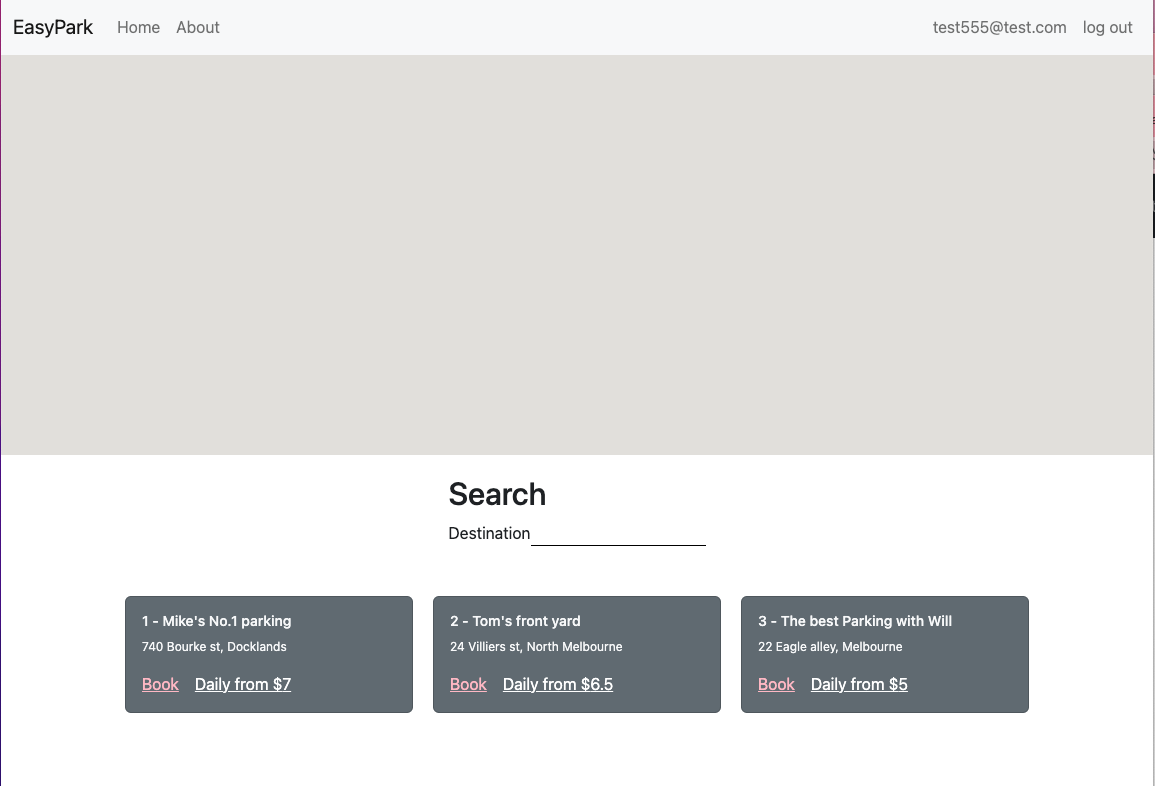 EasyPark Home About test555@test.com log out
Search
Destination
1 - Mike's No.1 parking
740 Bourke st, Docklands
Book Daily from $7
2 - Tom's front yard
24 Villiers st, North Melbourne
Book Daily from $6.5
3 - The best Parking with Will
22 Eagle alley, Melbourne
Book Daily from $5